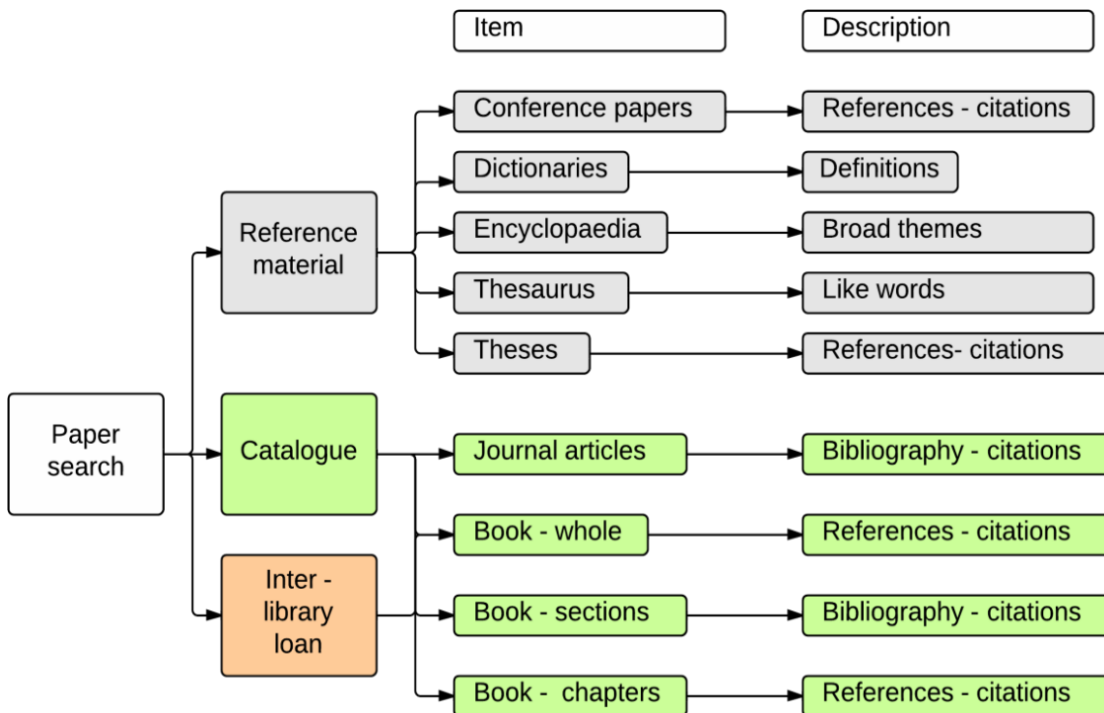 Item
Description
Conference papers
References - citations
Dictionaries
Definitions
Reference
material
Encyclopaedia
Broad themes
Thesaurus
Like words
Theses
References- citations
Paper
search
Catalogue
Journal articles
Bibliography - citations
Book - whole
References - citations
Inter -
library
loan
Book - sections
Bibliography - citations
Book -  chapters
References - citations